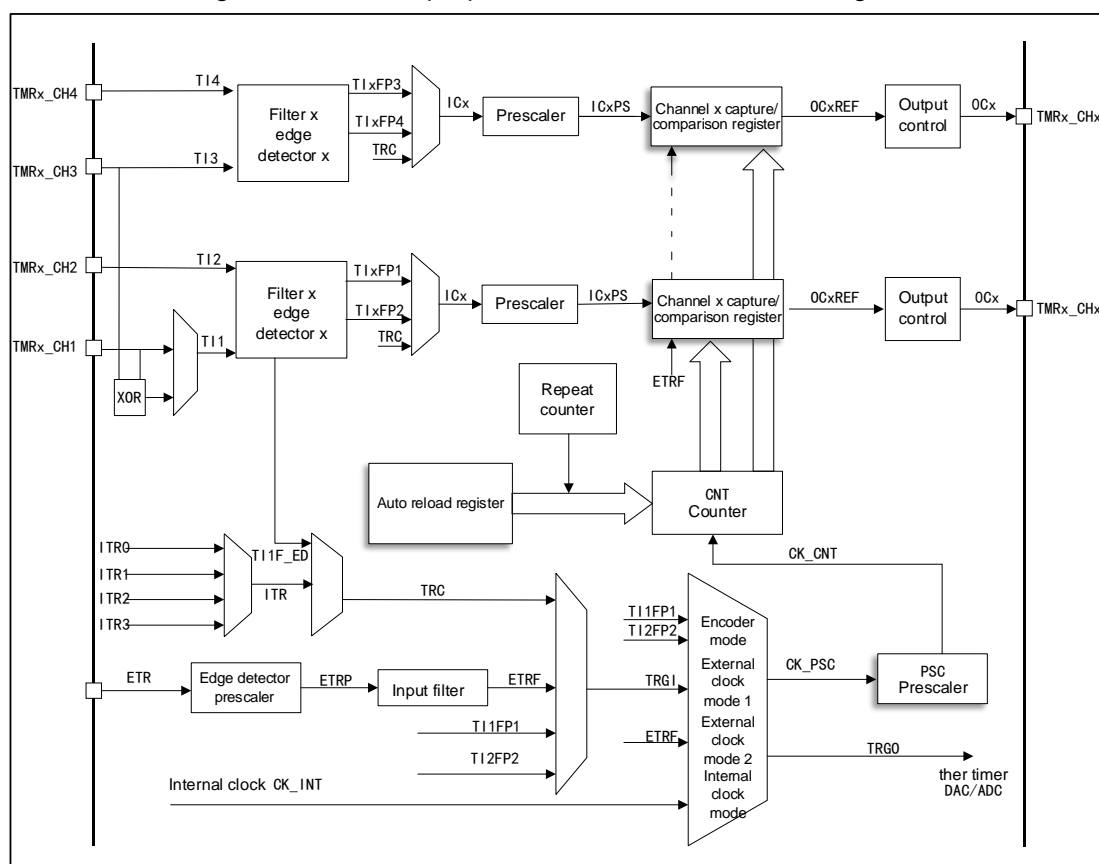 TMRx_CH4
TI4
TMRx_CH3
TI3
Filter x
edge
detector x
TIxFP3
TIxFP4
TRC
ICx
Prescaler
ICxPS
Channel x capture/
comparison register
OCxREF
Output
control
OCx
TMRx_CHx
TMRx_CH2
TI2
TMRx_CH1
TI1
XOR
Filter x
edge
detector x
TIxFP1
TIxFP2
TRC
ICx
Prescaler
ICxPS
Channel x capture/
comparison register
OCxREF
Output
control
OCx
TMRx_CHx
ETRF
Repeat
counter
Auto reload register
CNT
Counter
CK_CNT
ITR0
ITR1
ITR2
ITR3
TI1F_ED
ITR
TRC
ETR
Edge detector
prescaler
ETRP
Input filter
ETRF
TI1FP1
TI2FP2
TRGI
TI1FP1
TI2FP2
ETRF
Encoder
mode
External
clock
mode 1
External
clock
mode 2
Internal
clock
mode
CK_PSC
PSC
Prescaler
TRGO
ther timer
DAC/ADC
Internal clock CK_INT